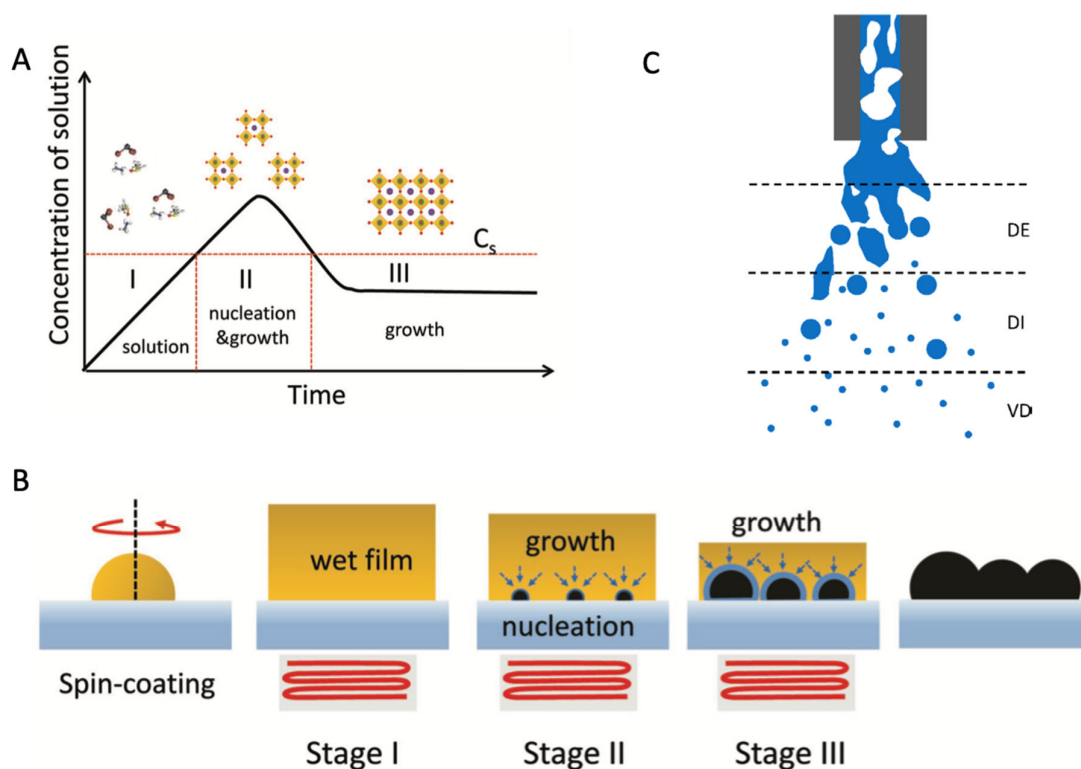 A
Concentration of solution
C
s
I
II
III
nucleation
&growth
solution
growth
Time
C
DE
DI
VD
B
wet film
growth
nucleation
growth
Spin-coating
Stage I
Stage II
Stage III